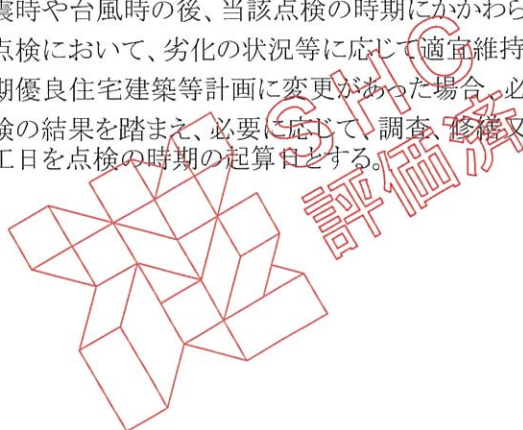 震時や台風時の後、当該点検の時期にかかわら
点検において、劣化の状況等に応じて適宜維持
期優良住宅建築等計画に変更があった場合、必
検の結果を踏まえ、必要に応じて、調査、修繕又
工日を点検の時期の起算日とする。
SHC
評価済